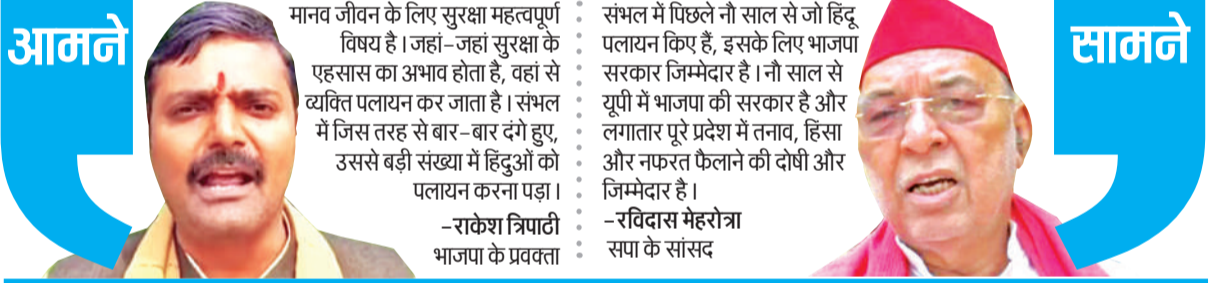 आमने
मानव जीवन के लिए सुरक्षा महत्वपूर्ण
विषय है। जहां-जहां सुरक्षा के
एहसास का अभाव होता है, वहां से
व्यक्ति पलायन कर जाता है। संभल
में जिस तरह से बार-बार दंगे हुए,
उससे बड़ी संख्या में हिंदुओं को
पलायन करना पड़ा।
-राकेश त्रिपाठी
भाजपा के प्रवक्ता
संभल में पिछले नौ साल से जो हिंदू
पलायन किए हैं, इसके लिए भाजपा
सरकार जिम्मेदार है। नौ साल से
यूपी में भाजपा की सरकार है और
लगातार पूरे प्रदेश में तनाव, हिंसा
और नफरत फैलाने की दोषी और
जिम्मेदार है।
-रविदास मेहरोत्रा
सपा के सांसद
सामने